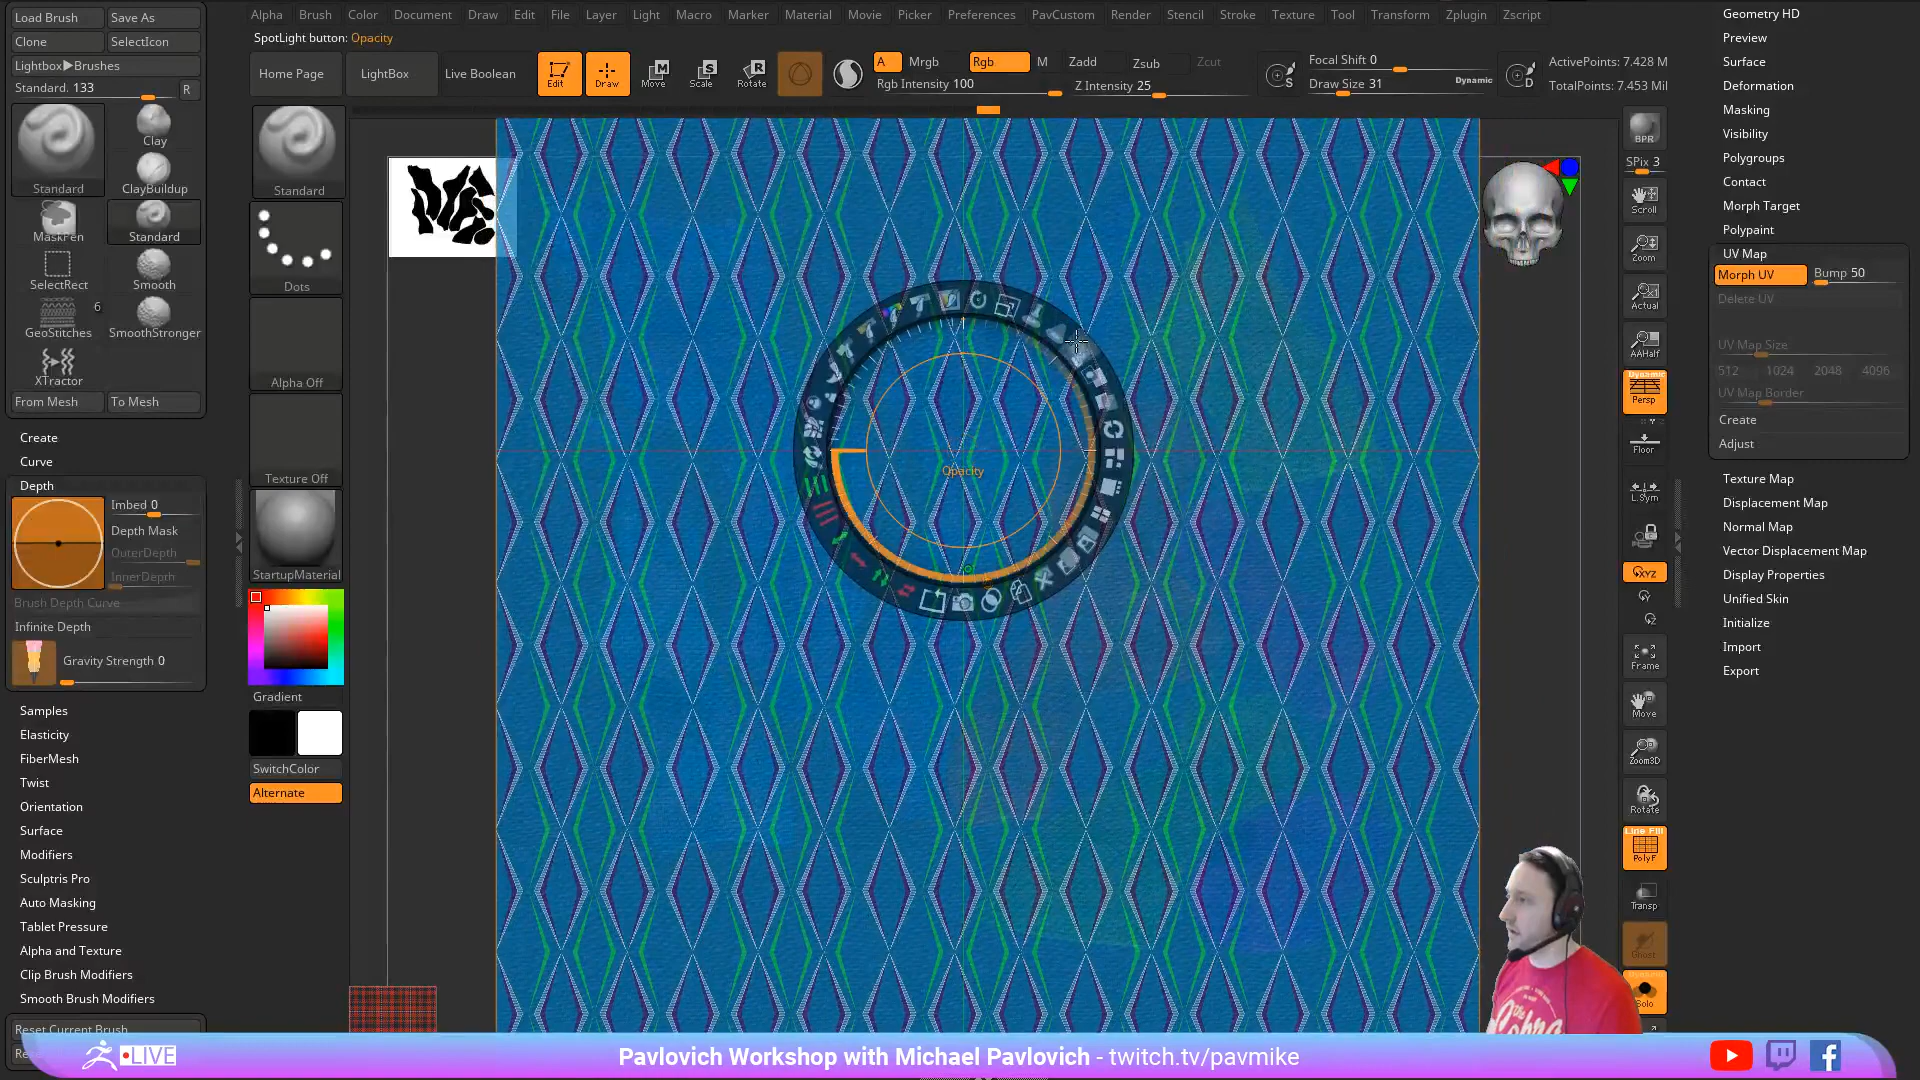 Load Brush
Save As
Clone
SelectIcon
Lightbox▶Brushes
Standard. 133
R
Standard
Clay
ClayBuildup
MaskPen
Standard
SelectRect
Smooth
GeoStitches
6
SmoothStronger
XTractor
From Mesh
To Mesh
Create
Curve
Depth
Imbed 0
Depth Mask
OuterDepth
InnerDepth
Brush Depth Curve
Infinite Depth
Gravity Strength 0
Samples
Elasticity
FiberMesh
Twist
Orientation
Surface
Modifiers
Sculptris Pro
Auto Masking
Tablet Pressure
Alpha and Texture
Clip Brush Modifiers
Smooth Brush Modifiers
Reset Current Brush
Alpha
Brush
Color
Document
Draw
Edit
File
Layer
Light
Macro
Marker
Material
Movie
Picker
Preferences
PavCustom
Render
Stencil
Stroke
Texture
Tool
Transform
Zplugin
Zscript
SpotLight button: Opacity
Home Page
LightBox
Live Boolean
Edit
Draw
Move
Scale
Rotate
A
Mrgb
Rgb
M
Rgb Intensity 100
Zadd
Zsub
Zcut
Z Intensity 25
S
Focal Shift 0
Draw Size 31
Dynamic
D
ActivePoints: 7.428 M
TotalPoints: 7.453 Mil
Standard
Dots
Alpha Off
Texture Off
StartupMaterial
Gradient
SwitchColor
Alternate
Opacity
BPR
SPix 3
Scroll
Zoom
Actual
AAHalf
Dynamic
Persp
Floor
L.Sym
XYZ
Frame
Move
Zoom3D
Rotate
Line Fill
PolyF
Transp
Ghost
Dynamic
Solo
Geometry HD
Preview
Surface
Deformation
Masking
Visibility
Polygroups
Contact
Morph Target
Polypaint
UV Map
Morph UV
Bump 50
Delete UV
UV Map Size
512
1024
2048
4096
UV Map Border
Create
Adjust
Texture Map
Displacement Map
Normal Map
Vector Displacement Map
Display Properties
Unified Skin
Initialize
Import
Export
LIVE
Pavlovich Workshop with Michael Pavlovich - twitch.tv/pavmike